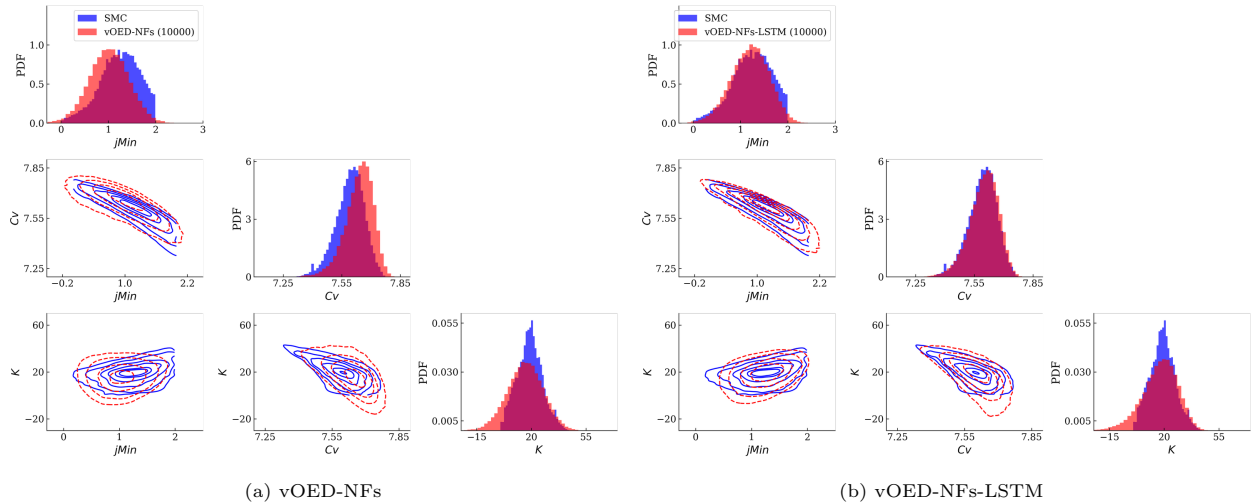 SMC
vOED-NFs (10000)
PDF
1.0
0.5
0.0
0
1
2
3
jMin
Cv
7.85
7.55
7.25
-0.2
1.0
2.2
jMin
PDF
6
3
0
7.25
7.55
7.85
Cv
K
60
20
−20
0
1
2
jMin
K
60
20
−20
7.25
7.55
7.85
Cv
PDF
0.055
0.030
0.005
−15
20
55
K
(a) vOED-NFs
SMC
vOED-NFs-LSTM (10000)
PDF
1.0
0.5
0.0
0
1
2
3
jMin
Cv
7.85
7.55
7.25
-0.2
1.0
2.2
jMin
PDF
6
3
0
7.25
7.55
7.85
Cv
K
60
20
−20
0
1
2
jMin
K
60
20
−20
7.25
7.55
7.85
Cv
PDF
0.055
0.030
0.005
−15
20
55
K
(b) vOED-NFs-LSTM